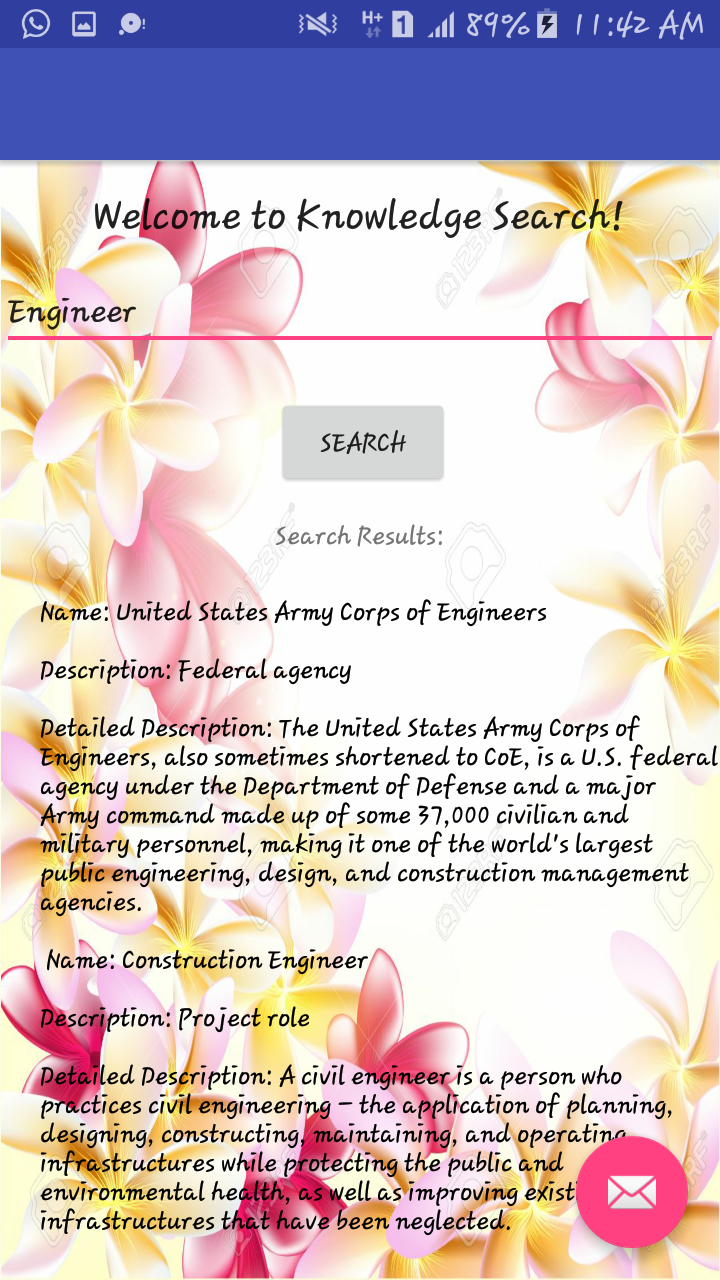 H+ 1 89% 11:42 AM
Welcome to Knowledge Search!
Engineer
SEARCH
Search Results:
Name: United States Army Corps of Engineers
Description: Federal agency
Detailed Description: The United States Army Corps of
Engineers, also sometimes shortened to CoE, is a U.S. federal
agency under the Department of Defense and a major
Army command made up of some 37,000 civilian and
military personnel, making it one of the world's largest
public engineering, design, and construction management
agencies.
Name: Construction Engineer
Description: Project role
Detailed Description: A civil engineer is a person who
practices civil engineering – the application of planning,
designing, constructing, maintaining, and operating
infrastructures while protecting the public and
environmental health, as well as improving
infrastructures that have been neglected.
123RF